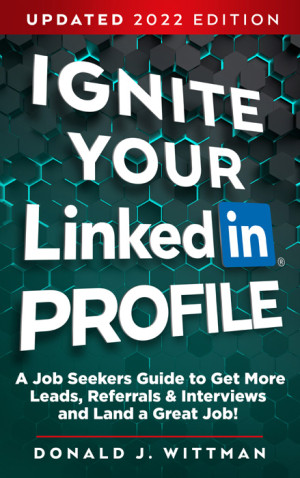 UPDATED 2022 EDITION
IGNITE
YOUR
Linked in ®
PROFILE
A Job Seekers Guide to Get More
Leads, Referrals & Interviews
and Land a Great Job!
DONALD J. WITTMAN